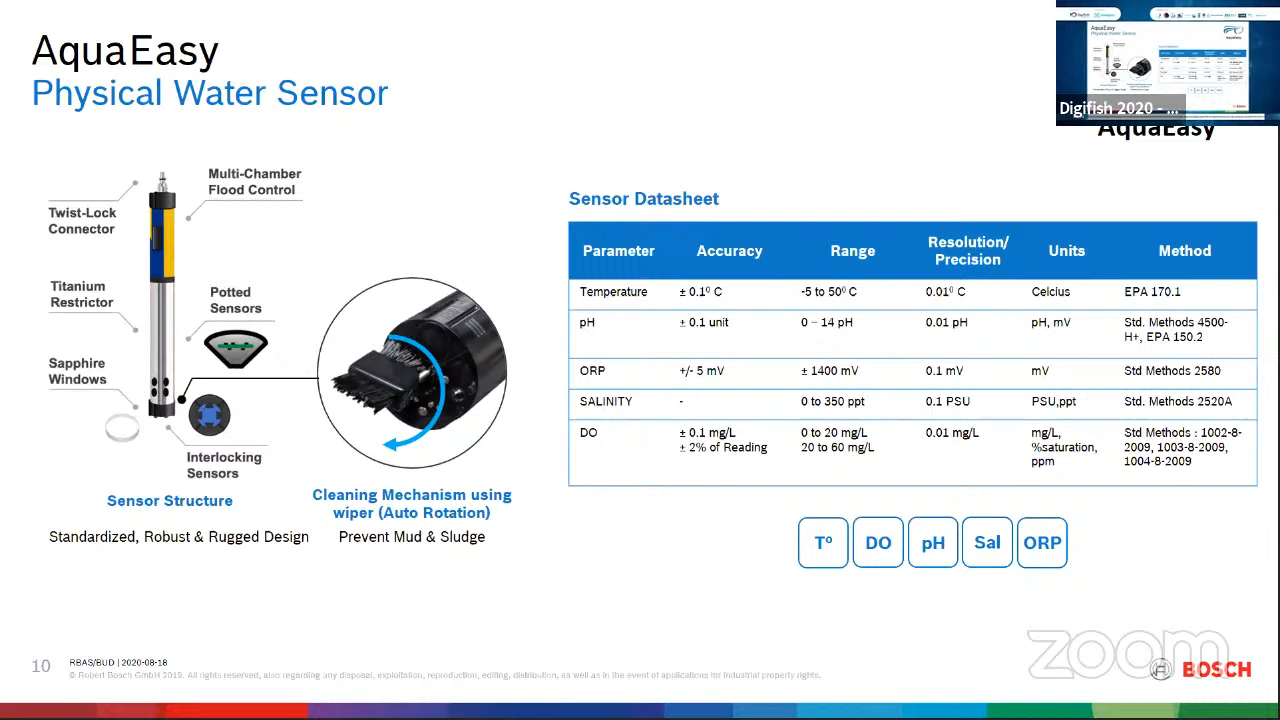 AquaEasy
Physical Water Sensor
Digifish 2020 - ...
AquaEasy
Multi-Chamber
Flood Control
Twist-Lock
Connector
Titanium
Restrictor
Potted
Sensors
Sapphire
Windows
Interlocking
Sensors
Sensor Structure
Standardized, Robust & Rugged Design
Cleaning Mechanism using
wiper (Auto Rotation)
Prevent Mud & Sludge
Sensor Datasheet
Parameter Accuracy Range Resolution/ Precision Units Method
Temperature ± 0.1⁰ C -5 to 50⁰ C 0.01⁰ C Celcius EPA 170.1
pH ± 0.1 unit 0 – 14 pH 0.01 pH pH, mV Std. Methods 4500-
H+, EPA 150.2
ORP +/- 5 mV ± 1400 mV 0.1 mV mV Std Methods 2580
SALINITY - 0 to 350 ppt 0.1 PSU PSU,ppt Std. Methods 2520A
DO ± 0.1 mg/L 0 to 20 mg/L 0.01 mg/L mg/L, Std Methods : 1002-8-
± 2% of Reading 20 to 60 mg/L %saturation, 2009, 1003-8-2009,
ppm 1004-8-2009
Tº DO pH Sal ORP
zoom
BOSCH
10 RBAS/BUD | 2020-08-18
© Robert Bosch GmbH 2019. All rights reserved, also regarding any disposal, exploitation, reproduction, editing, distribution, as well as in the event of applications for industrial property rights.